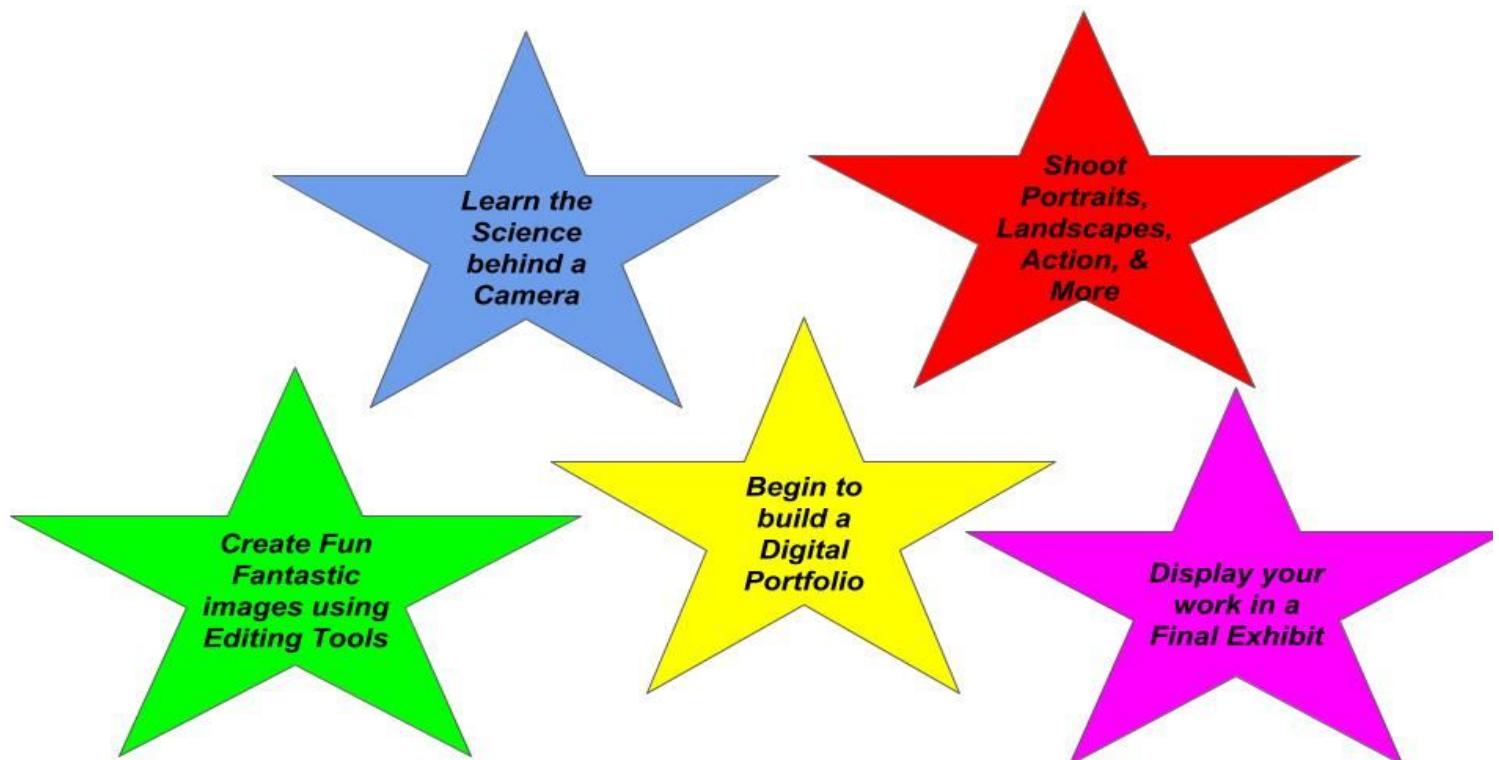 Learn the
Science
behind a
Camera
Shoot
Portraits,
Landscapes,
Action, &
More
Create Fun
Fantastic
images using
Editing Tools
Begin to
build a
Digital
Portfolio
Display your
work in a
Final Exhibit